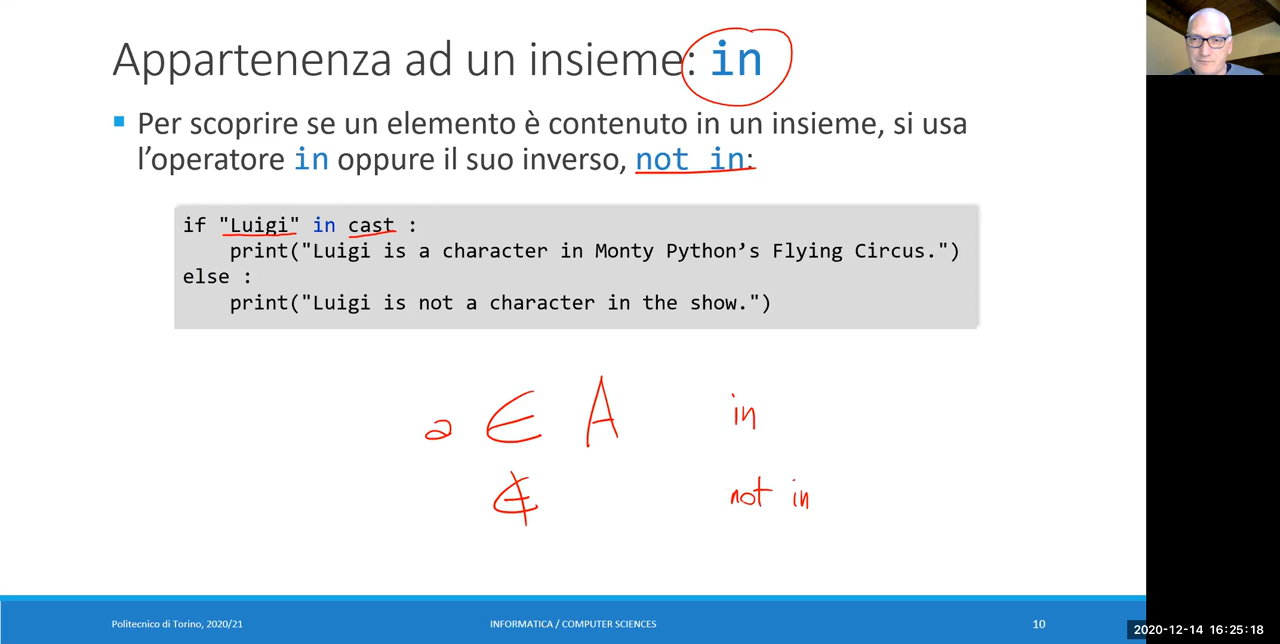 Appartenenza ad un insieme: in
▪ Per scoprire se un elemento è contenuto in un insieme, si usa
l’operatore in oppure il suo inverso, not in:
if "Luigi" in cast :
print("Luigi is a character in Monty Python’s Flying Circus.")
else :
print("Luigi is not a character in the show.")
a ∈ A in
∉ not in
Politecnico di Torino, 2020/21 INFORMATICA / COMPUTER SCIENCES 10
2020-12-14 16:25:18